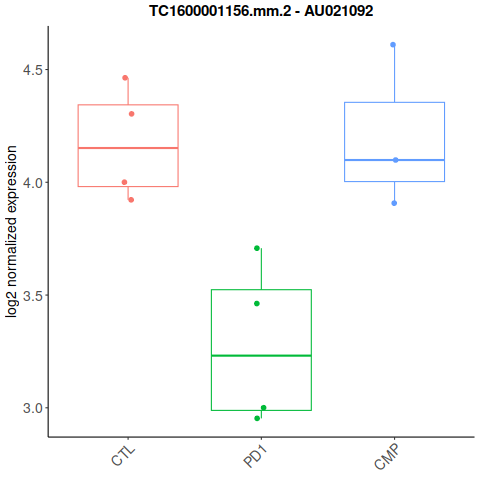 TC1600001156.mm.2 - AU021092
log2 normalized expression
4.5
4.0
3.5
3.0
CTL
PD1
CMP